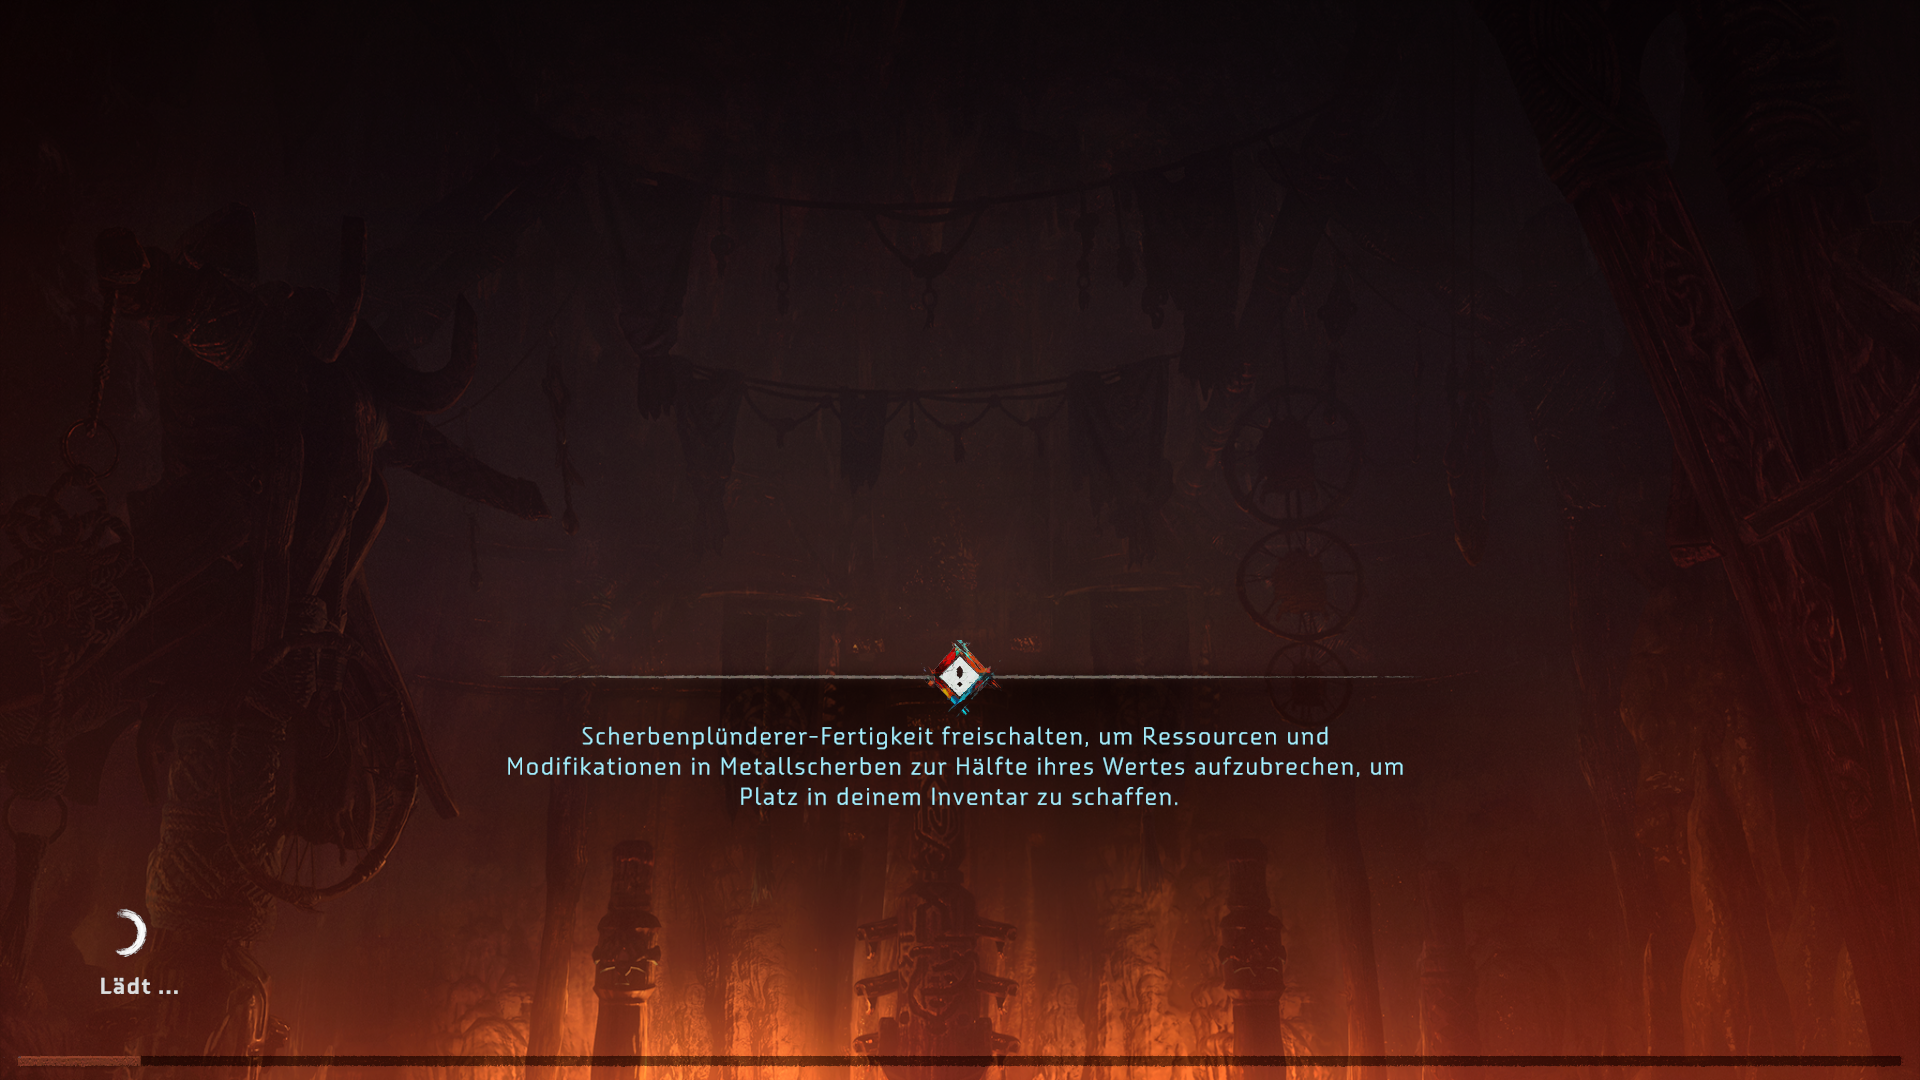 Scherbenplünderer-Fertigkeit freischalten, um Ressourcen und
Modifikationen in Metallscherben zur Hälfte ihres Wertes aufzubrechen, um
Platz in deinem Inventar zu schaffen.
Lädt ...